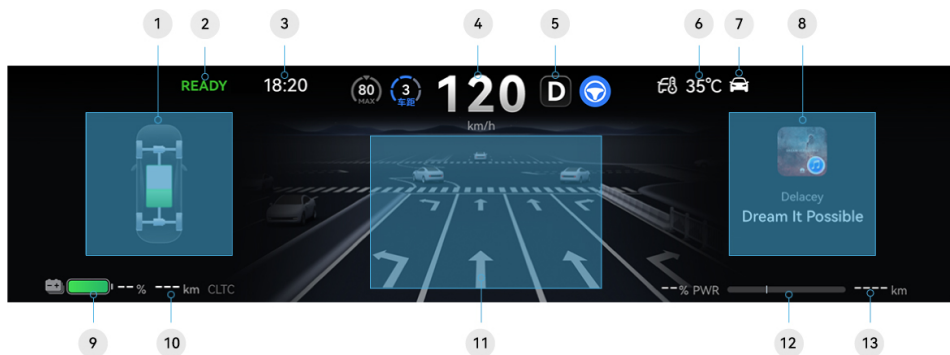 1 2 3 4 5 6 7 8
READY 18:20 80 MAX 3 车距 120 D 35℃
km/h
Delacey
Dream It Possible
--% --- km CLTC --% PWR ---- km
9 10 11 12 13